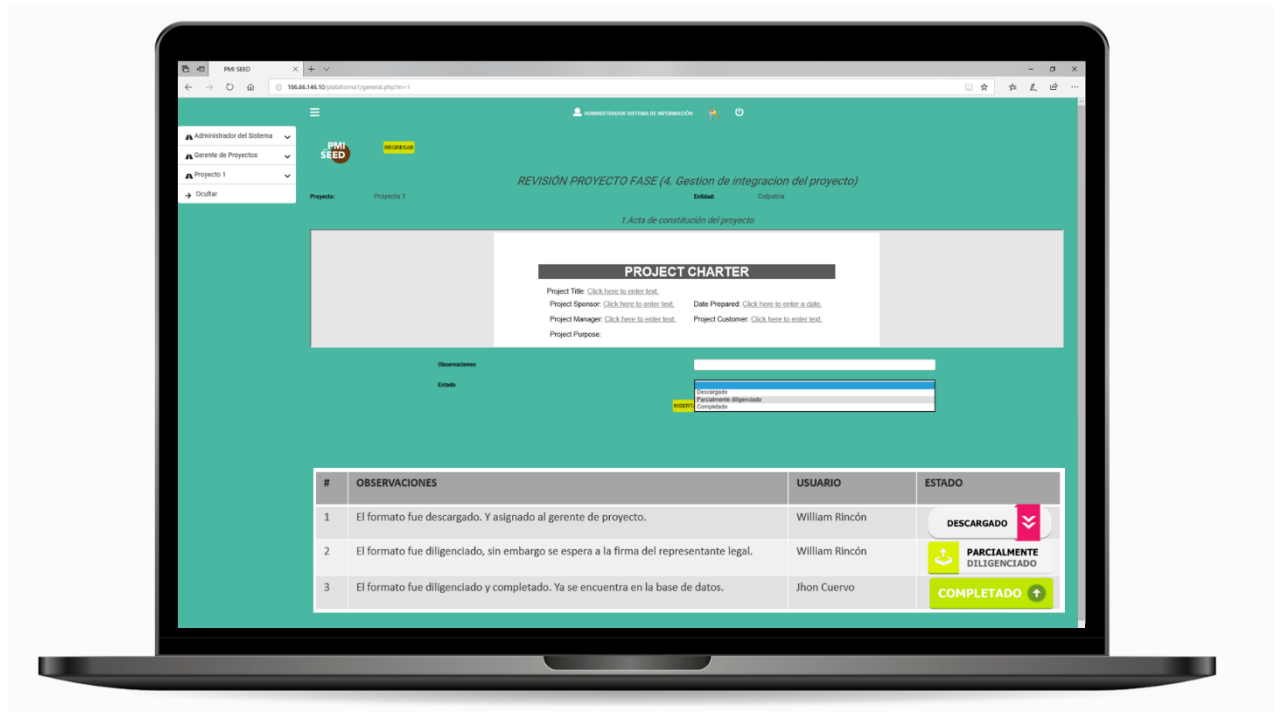 PMI SEED
186.86.146.10/plataforma1/general.php?m=1
ADMINISTRADOR SISTEMA DE INFORMACIÓN
Administrador del Sistema
Gerente de Proyectos
Proyecto 1
Ocultar
PMI
SEED
REGRESAR
REVISIÓN PROYECTO FASE (4. Gestion de integracion del proyecto)
Proyecto: Proyecto 1 Entidad: Colpatria
1.Acta de constitución del proyecto
PROJECT CHARTER
Project Title: Click here to enter text.
Project Sponsor: Click here to enter text. Date Prepared: Click here to enter a date.
Project Manager: Click here to enter text. Project Customer: Click here to enter text.
Project Purpose:
Observaciones
Estado
Descargado
Parcialmente diligenciado
Completado
# OBSERVACIONES USUARIO ESTADO
1 El formato fue descargado. Y asignado al gerente de proyecto. William Rincón DESCARGADO
2 El formato fue diligenciado, sin embargo se espera a la firma del representante legal. William Rincón PARCIALMENTE DILIGENCIADO
3 El formato fue diligenciado y completado. Ya se encuentra en la base de datos. Jhon Cuervo COMPLETADO